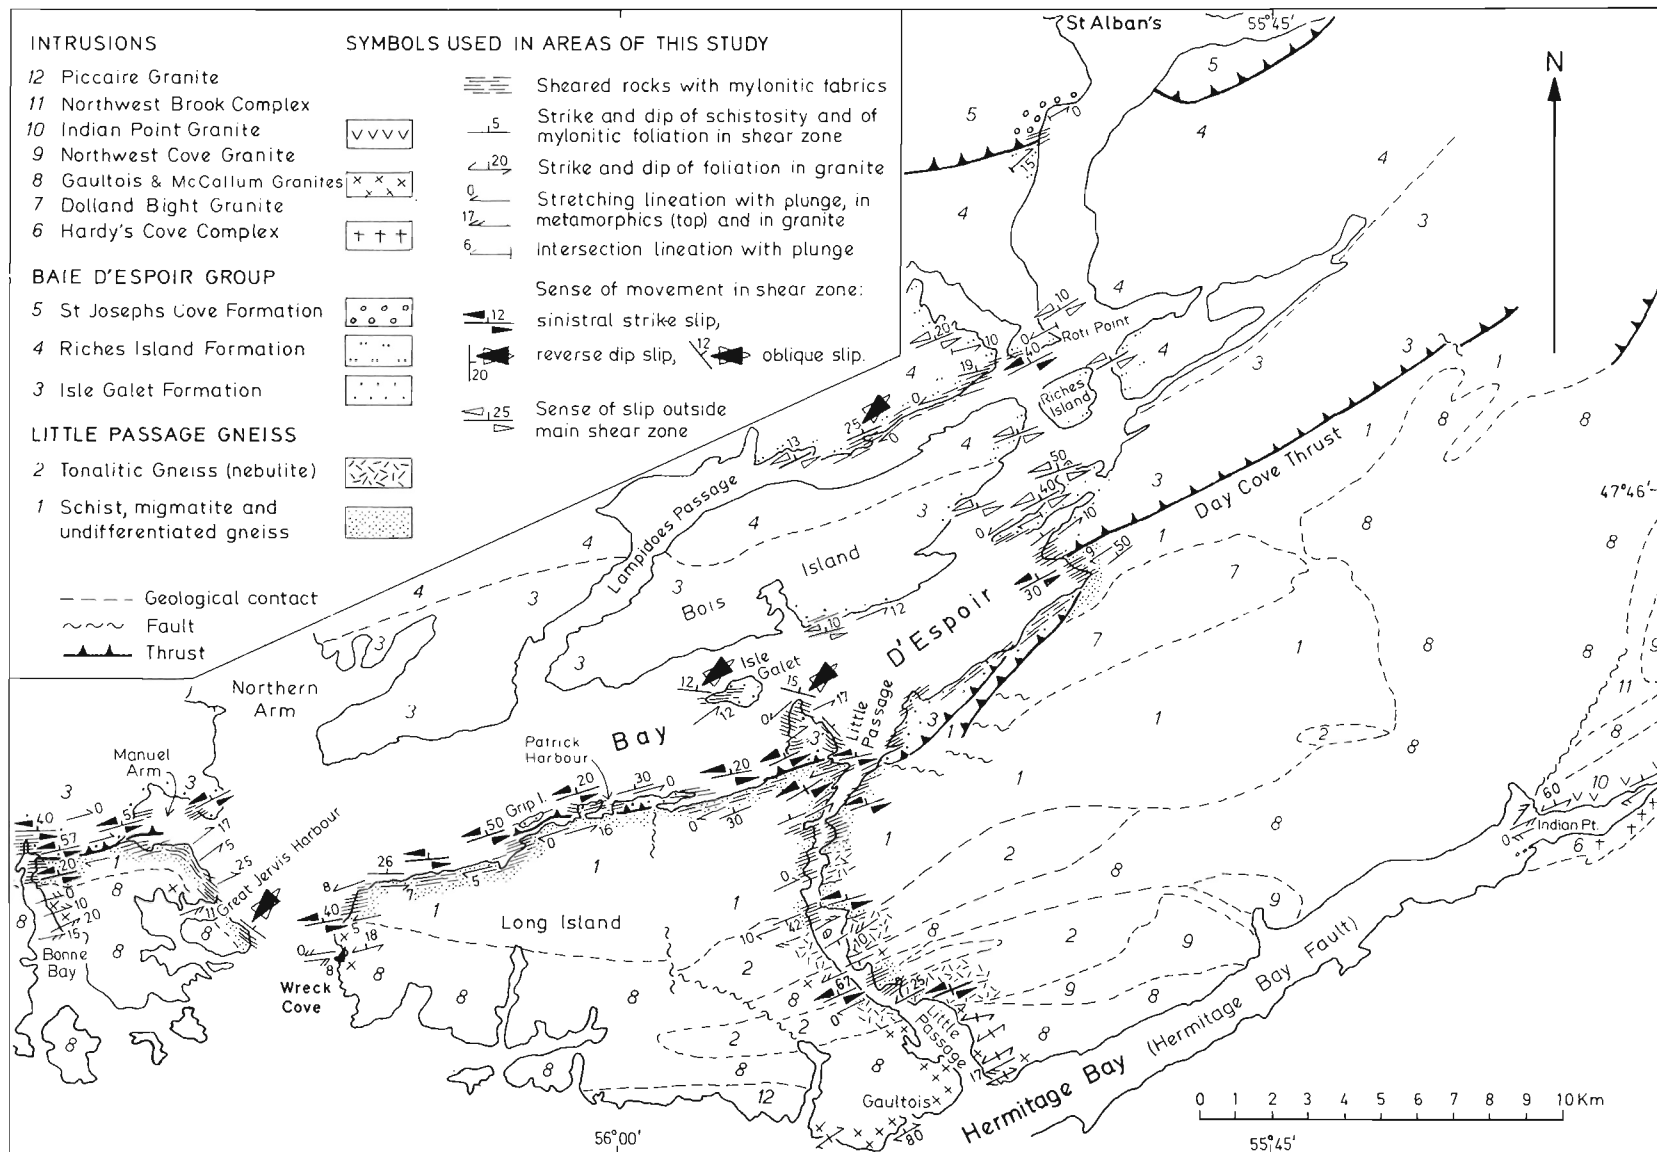 INTRUSIONS
12 Piccaire Granite
11 Northwest Brook Complex
10 Indian Point Granite
9 Northwest Cove Granite
8 Gaultois & McCallum Granites
7 Dolland Bight Granite
6 Hardy's Cove Complex
BAIE D'ESPOIR GROUP
5 St Josephs Cove Formation
4 Riches Island Formation
3 Isle Galet Formation
LITTLE PASSAGE GNEISS
2 Tonalitic Gneiss (nebulite)
1 Schist, migmatite and
undifferentiated gneiss
Geological contact
Fault
Thrust
SYMBOLS USED IN AREAS OF THIS STUDY
Sheared rocks with mylonitic fabrics
5 Strike and dip of schistosity and of
mylonitic foliation in shear zone
20 Strike and dip of foliation in granite
0 Stretching lineation with plunge, in
17 metamorphics (top) and in granite
6 Intersection lineation with plunge
Sense of movement in shear zone:
12 sinistral strike slip,
20 reverse dip slip, 12 oblique slip.
25 Sense of slip outside
main shear zone
St Alban's
55°45'
N
Roti Point
Riches
Island
Lampidoes Passage
Day Cove Thrust
47°46'
Bois
Island
Isle
Galet
Bay
D'Espoir
Little
Passage
Northern
Arm
Manuel
Arm
Patrick
Harbour
Grip I.
Great Jervis Harbour
Long Island
Bonne
Bay
Wreck
Cove
Indian Pt.
Little
Passage
Gaultois
Hermitage Bay (Hermitage Bay Fault)
0 1 2 3 4 5 6 7 8 9 10 Km
56°00'
55°45'